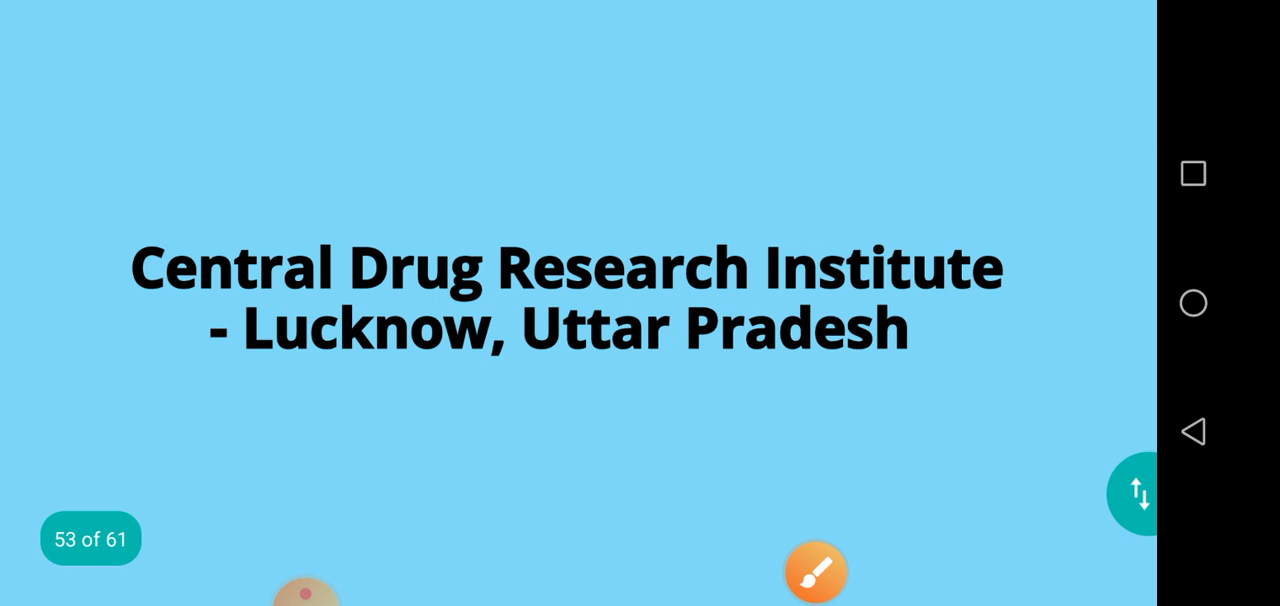 Central Drug Research Institute
- Lucknow, Uttar Pradesh
53 of 61